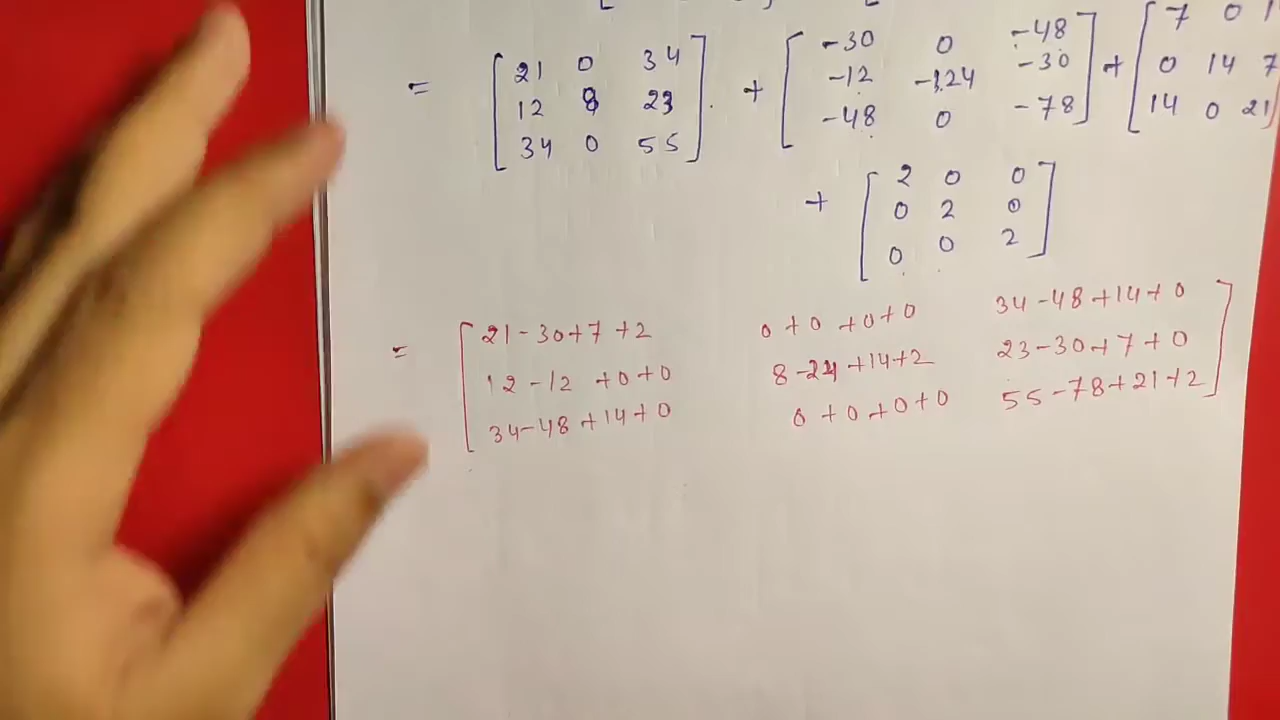 = [ 21 0 34 ] + [ -30 0 -48 ] + [ 7 0
12 8 23 -12 -24 -30 0 14 7
34 0 55 -48 0 -78 14 0 21 ]
+ [ 2 0 0 ]
0 2 0
0 0 2
= [ 21-30+7+2 0+0+0+0 34-48+14+0 ]
12-12+0+0 8-24+14+2 23-30+7+0
34-48+14+0 0+0+0+0 55-78+21+2